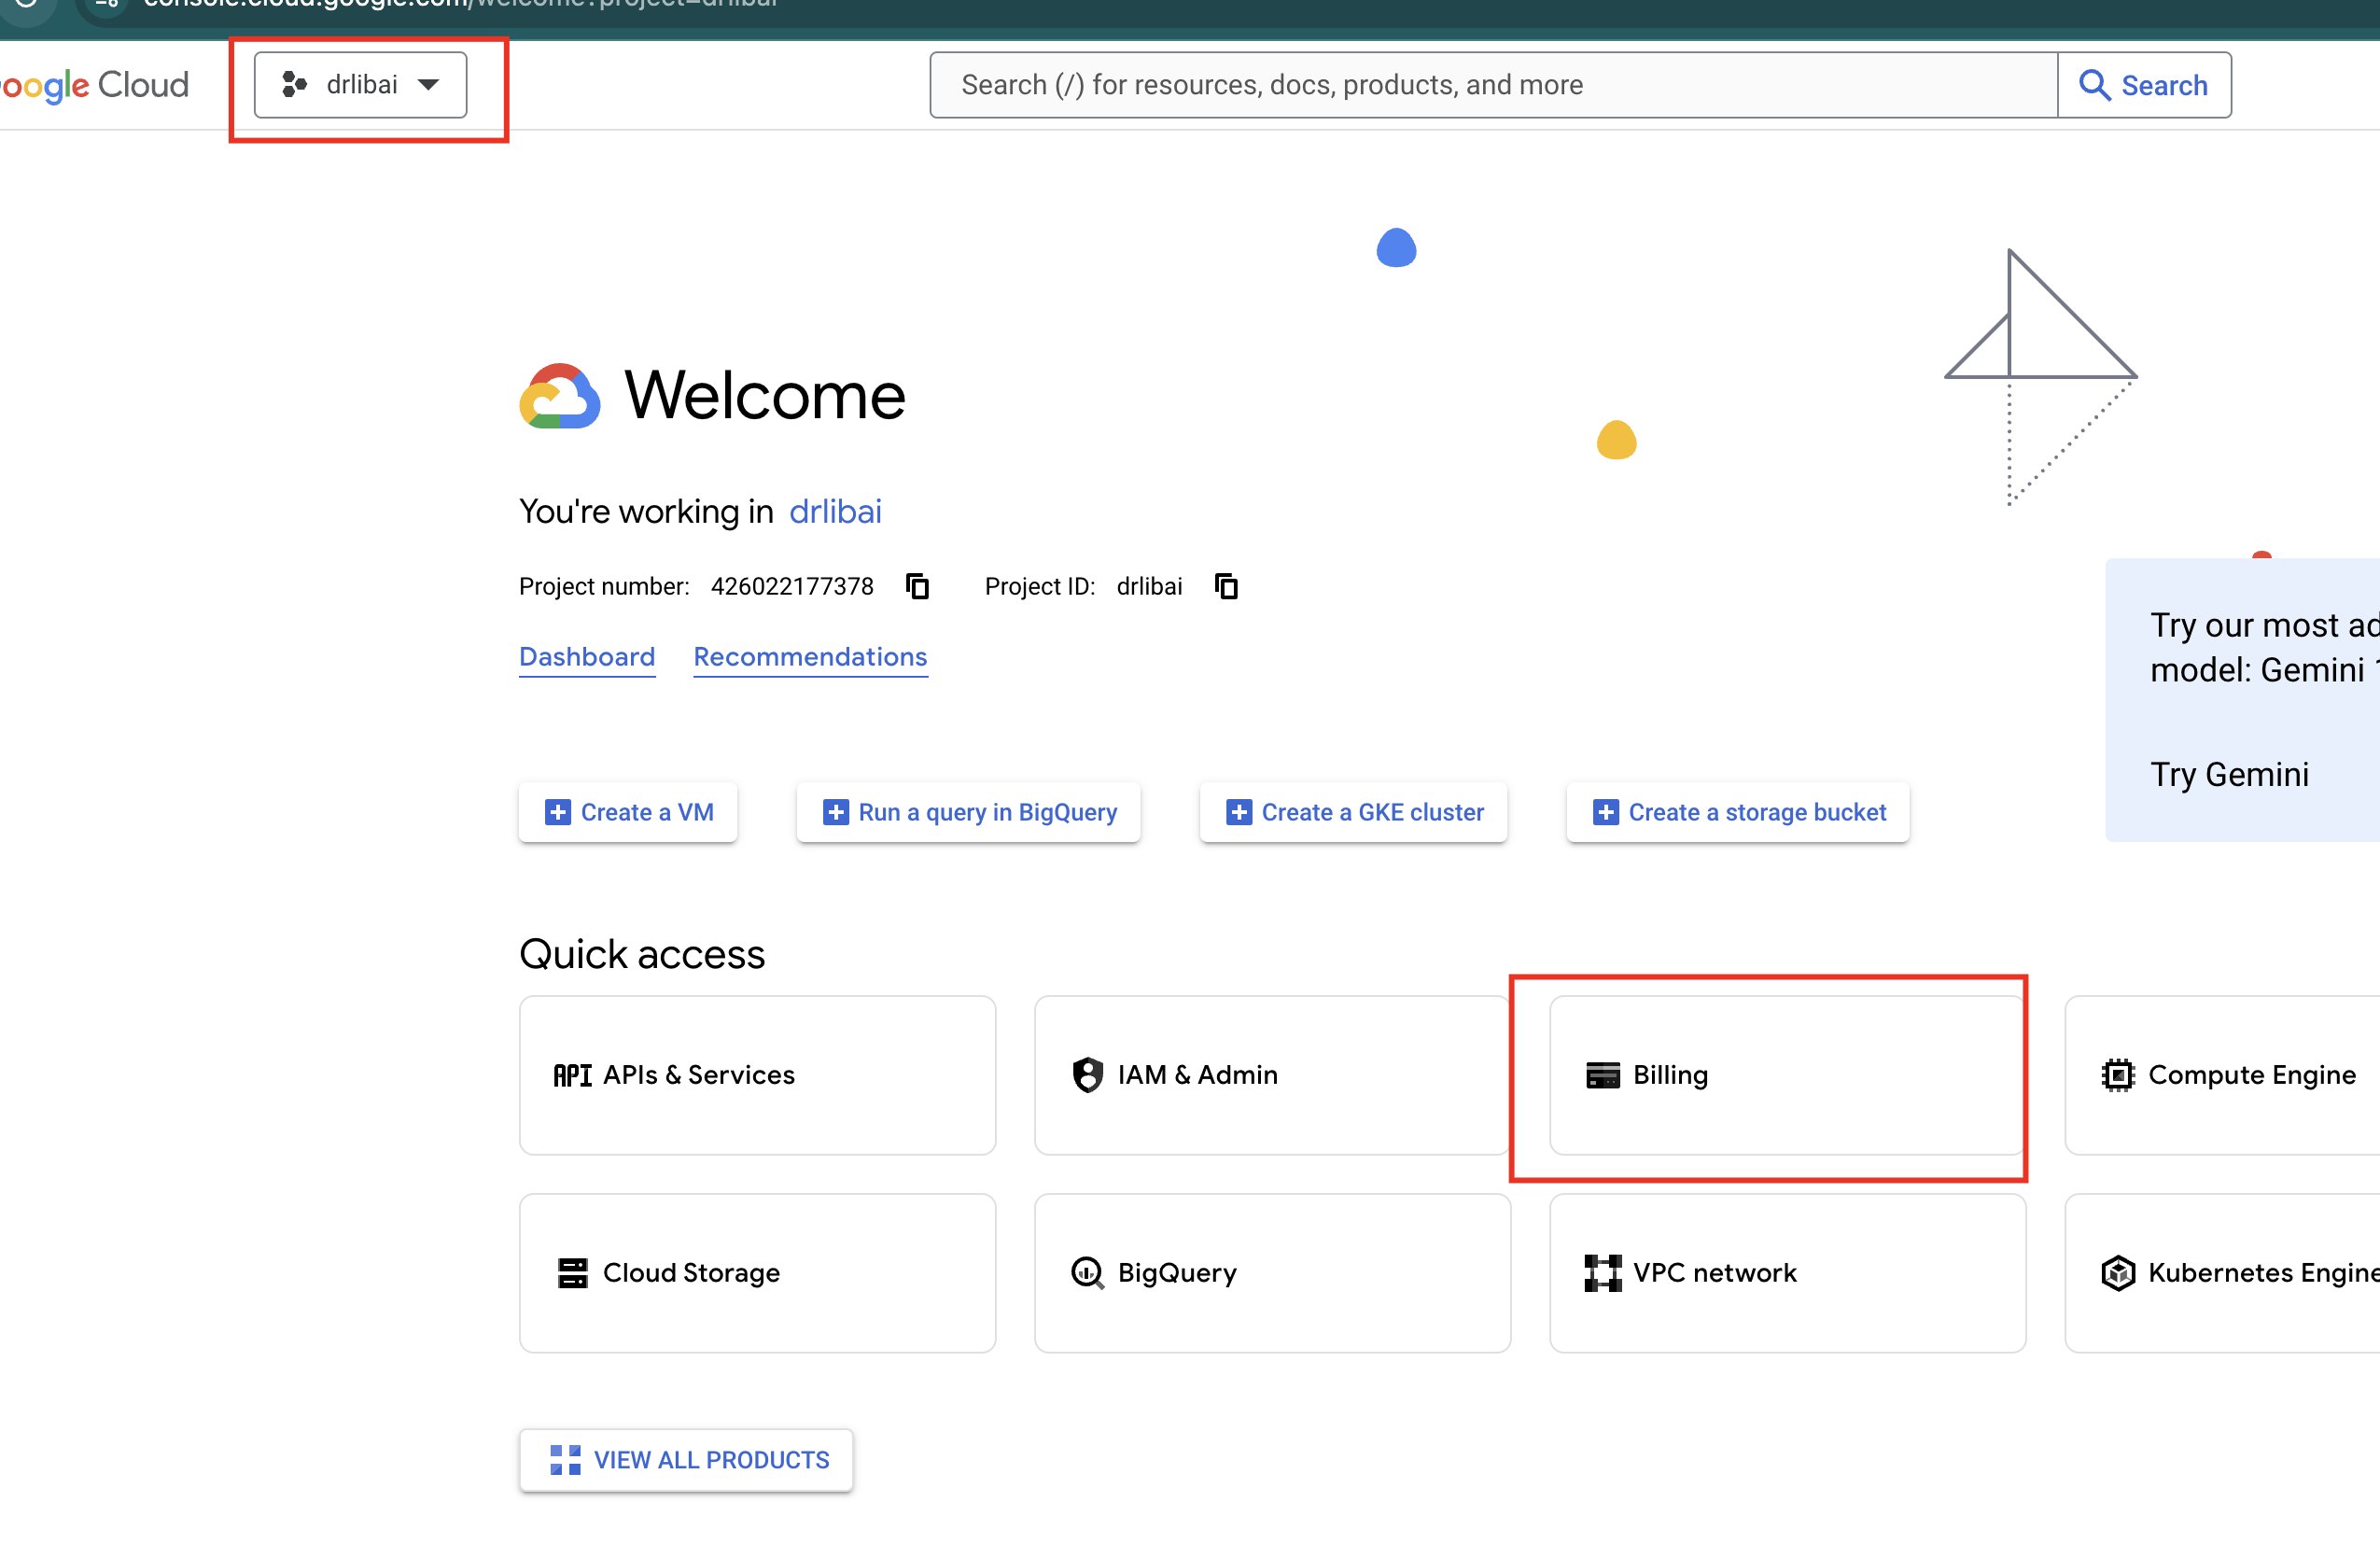 console.cloud.google.com/welcome?project=drlibai
oogle Cloud
drlibai
Search (/) for resources, docs, products, and more
Search
Welcome
You're working in drlibai
Project number: 426022177378 Project ID: drlibai
Dashboard Recommendations
Try our most ad
model: Gemini 1
Try Gemini
Create a VM
Run a query in BigQuery
Create a GKE cluster
Create a storage bucket
Quick access
API APIs & Services
IAM & Admin
Billing
Compute Engine
Cloud Storage
BigQuery
VPC network
Kubernetes Engine
VIEW ALL PRODUCTS